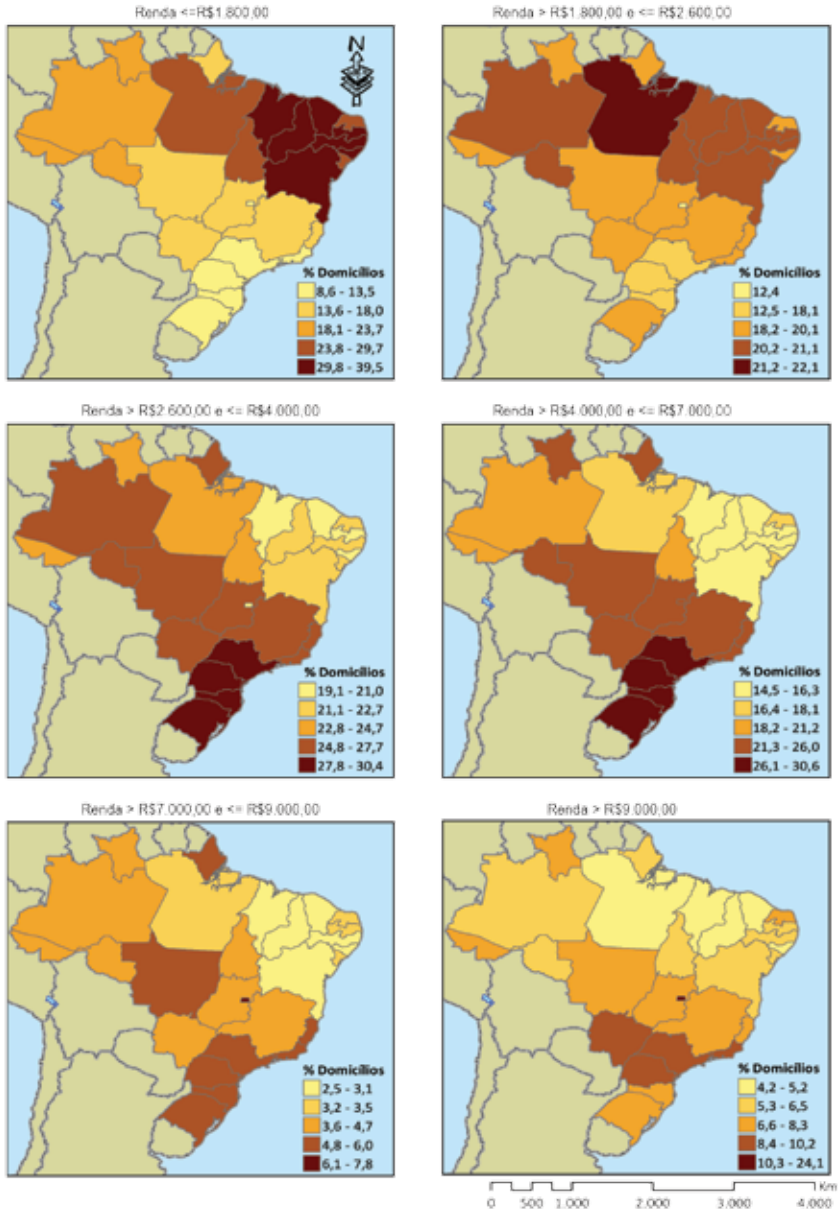 Renda <=R$1.800,00
N
% Domicílios
8,6 - 13,5
13,6 - 18,0
18,1 - 23,7
23,8 - 29,7
29,8 - 39,5
Renda > R$1.800,00 e <= R$2.600,00
% Domicílios
12,4
12,5 - 18,1
18,2 - 20,1
20,2 - 21,1
21,2 - 22,1
Renda > R$2.600,00 e <= R$4.000,00
% Domicílios
19,1 - 21,0
21,1 - 22,7
22,8 - 24,7
24,8 - 27,7
27,8 - 30,4
Renda > R$4.000,00 e <= R$7.000,00
% Domicílios
14,5 - 16,3
16,4 - 18,1
18,2 - 21,2
21,3 - 26,0
26,1 - 30,6
Renda > R$7.000,00 e <= R$9.000,00
% Domicílios
2,5 - 3,1
3,2 - 3,5
3,6 - 4,7
4,8 - 6,0
6,1 - 7,8
Renda > R$9.000,00
% Domicílios
4,2 - 5,2
5,3 - 6,5
6,6 - 8,3
8,4 - 10,2
10,3 - 24,1
Km
0 500 1.000 2.000 3.000 4.000